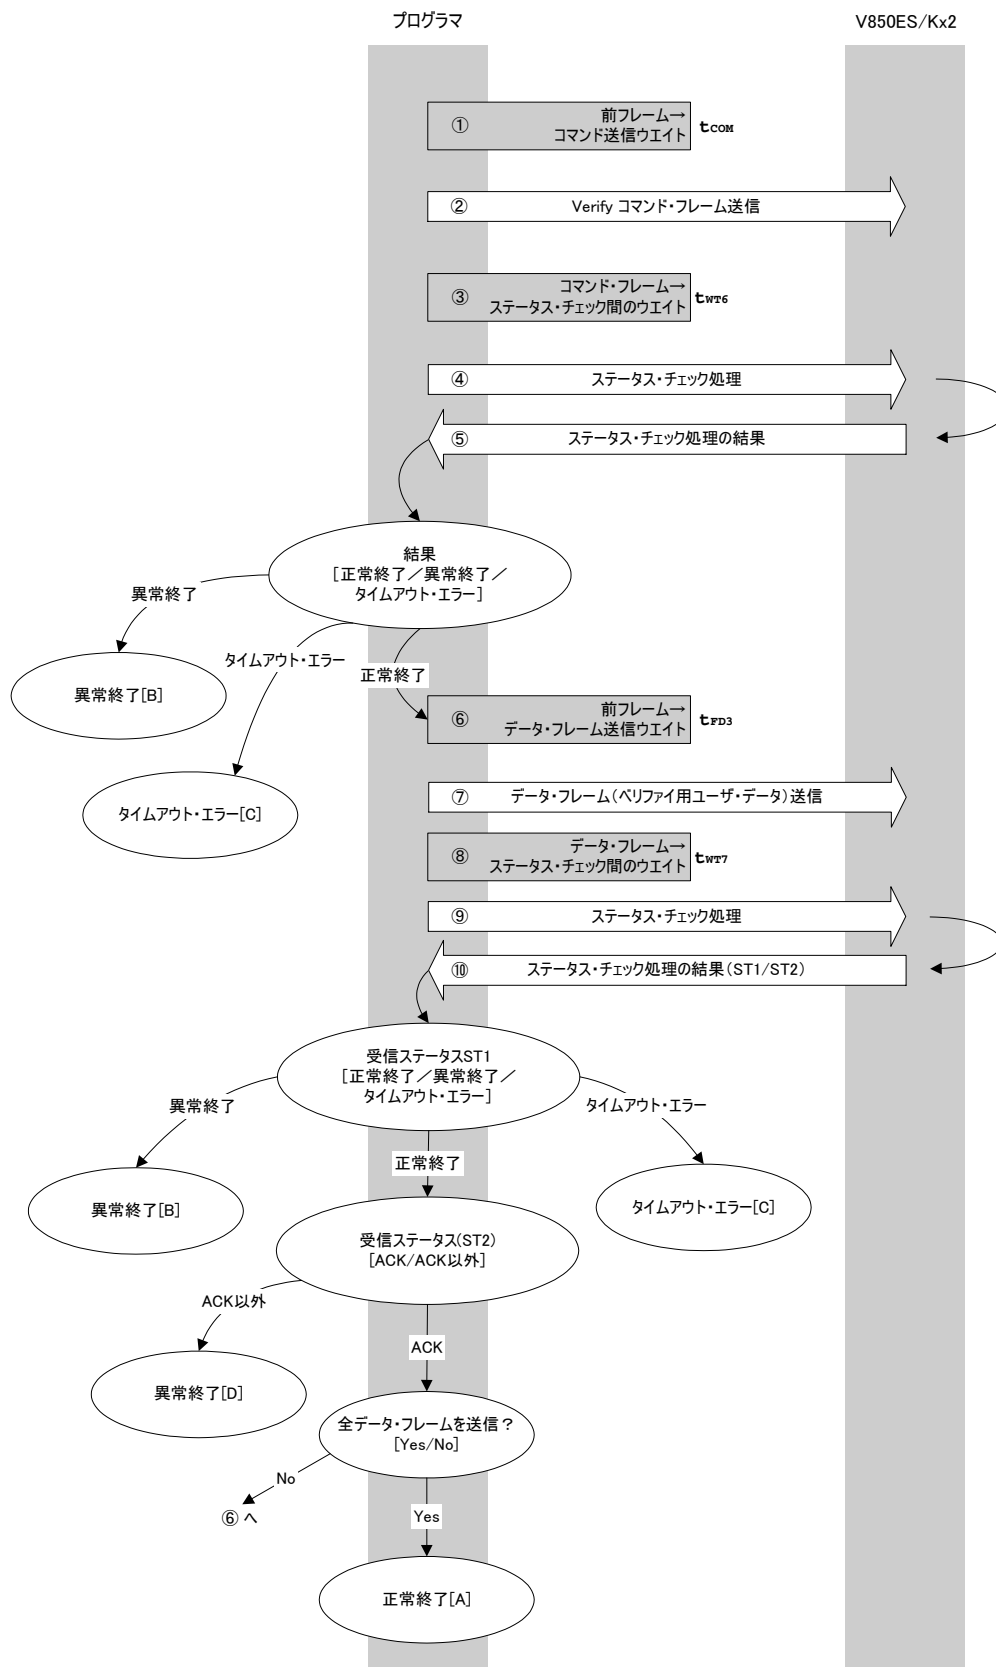 プログラマ
V850ES/Kx2
① 前フレーム→
コマンド送信ウエイト
tCOM
② Verify コマンド・フレーム送信
③ コマンド・フレーム→
ステータス・チェック間のウエイト
tWT6
④ ステータス・チェック処理
⑤ ステータス・チェック処理の結果
結果
[正常終了／異常終了／
タイムアウト・エラー]
異常終了
異常終了[B]
タイムアウト・エラー
タイムアウト・エラー[C]
正常終了
⑥ 前フレーム→
データ・フレーム送信ウエイト
tFD3
⑦ データ・フレーム(ベリファイ用ユーザ・データ)送信
⑧ データ・フレーム→
ステータス・チェック間のウエイト
tWT7
⑨ ステータス・チェック処理
⑩ ステータス・チェック処理の結果(ST1/ST2)
受信ステータスST1
[正常終了／異常終了／
タイムアウト・エラー]
異常終了
タイムアウト・エラー
正常終了
異常終了[B]
タイムアウト・エラー[C]
受信ステータス(ST2)
[ACK/ACK以外]
ACK以外
ACK
異常終了[D]
全データ・フレームを送信？
[Yes/No]
No
⑥ へ
Yes
正常終了[A]